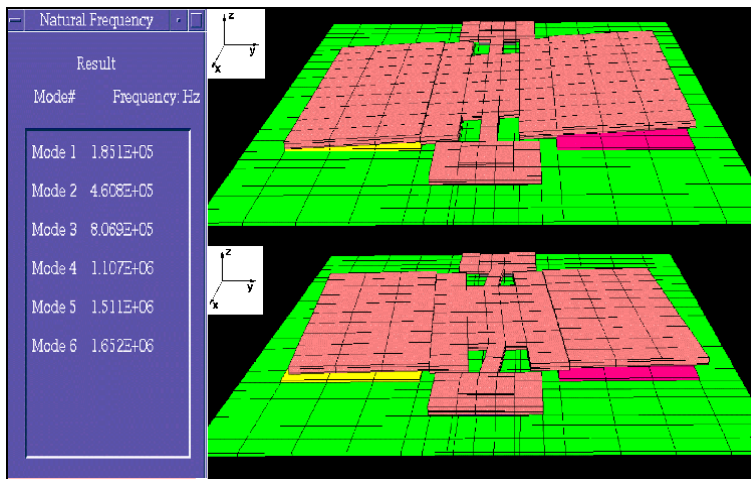 Natural Frequency
Result
Mode# Frequency: Hz
Mode 1 1.851E+05
Mode 2 4.608E+05
Mode 3 8.069E+05
Mode 4 1.107E+06
Mode 5 1.511E+06
Mode 6 1.652E+06
z
y
x
z
y
x